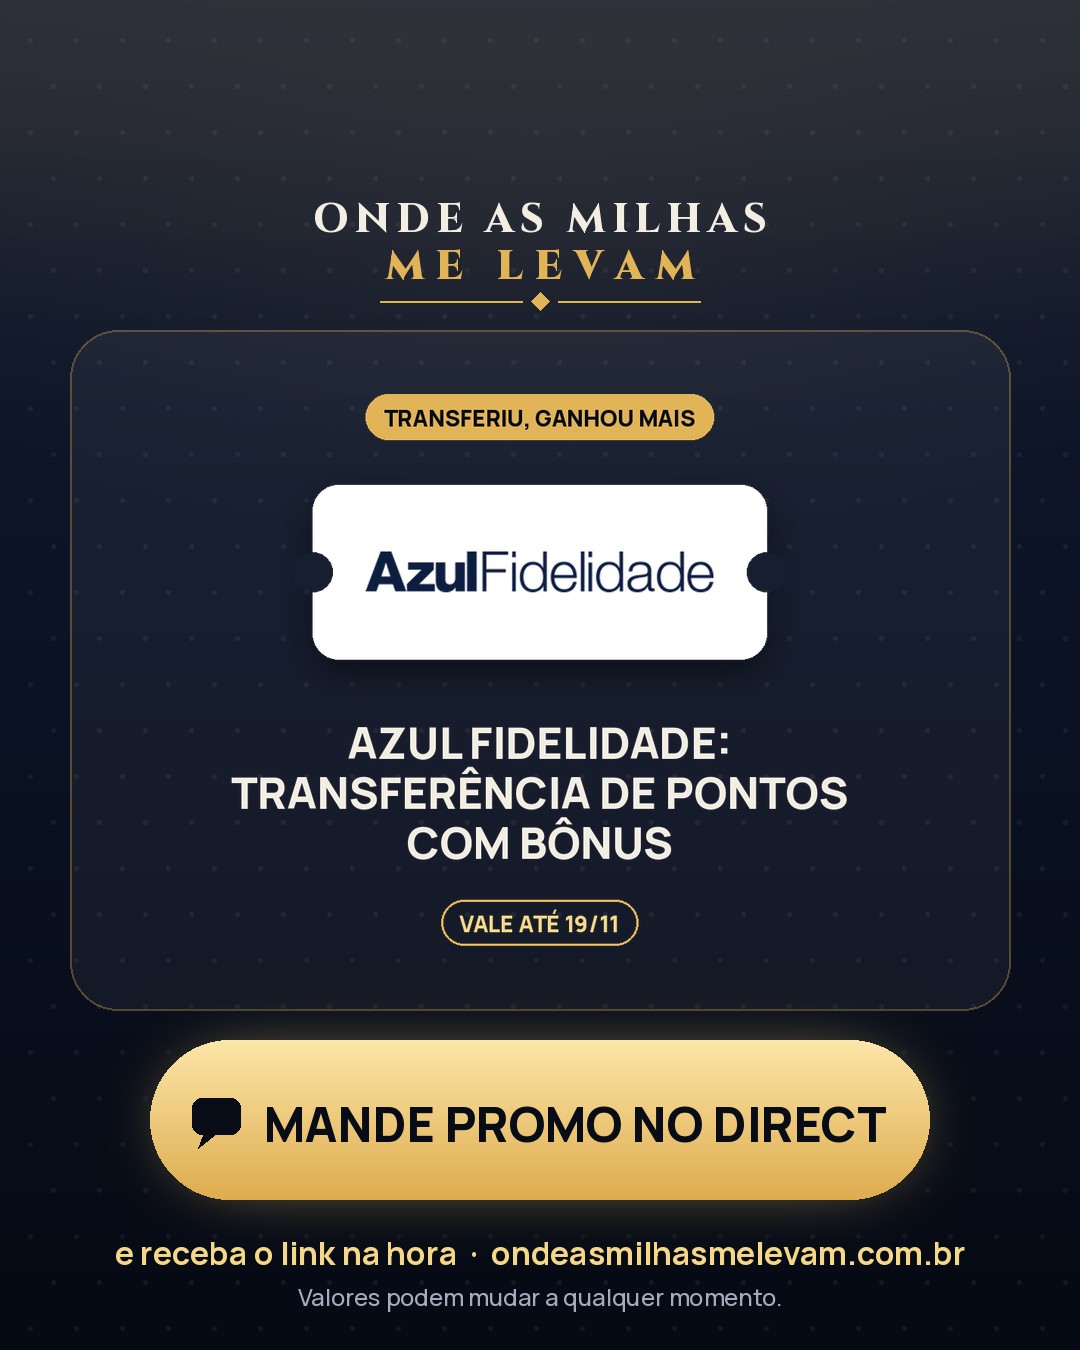 ONDE AS MILHAS
ME LEVAM
TRANSFERIU, GANHOU MAIS
AzulFidelidade
AZUL FIDELIDADE:
TRANSFERÊNCIA DE PONTOS
COM BÔNUS
VALE ATÉ 19/11
MANDE PROMO NO DIRECT
e receba o link na hora · ondeasmilhasmelevam.com.br
Valores podem mudar a qualquer momento.